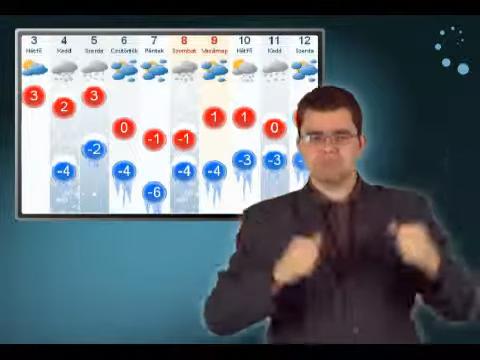 3 4 5 6 7 8 9 10 11 12
Hétfő Kedd Szerda Csütörtök Péntek Szombat Vasárnap Hétfő Kedd Szerda
3 2 3 0 -1 -1 1 1 0
-4 -2 -4 -6 -4 -4 -3 -3